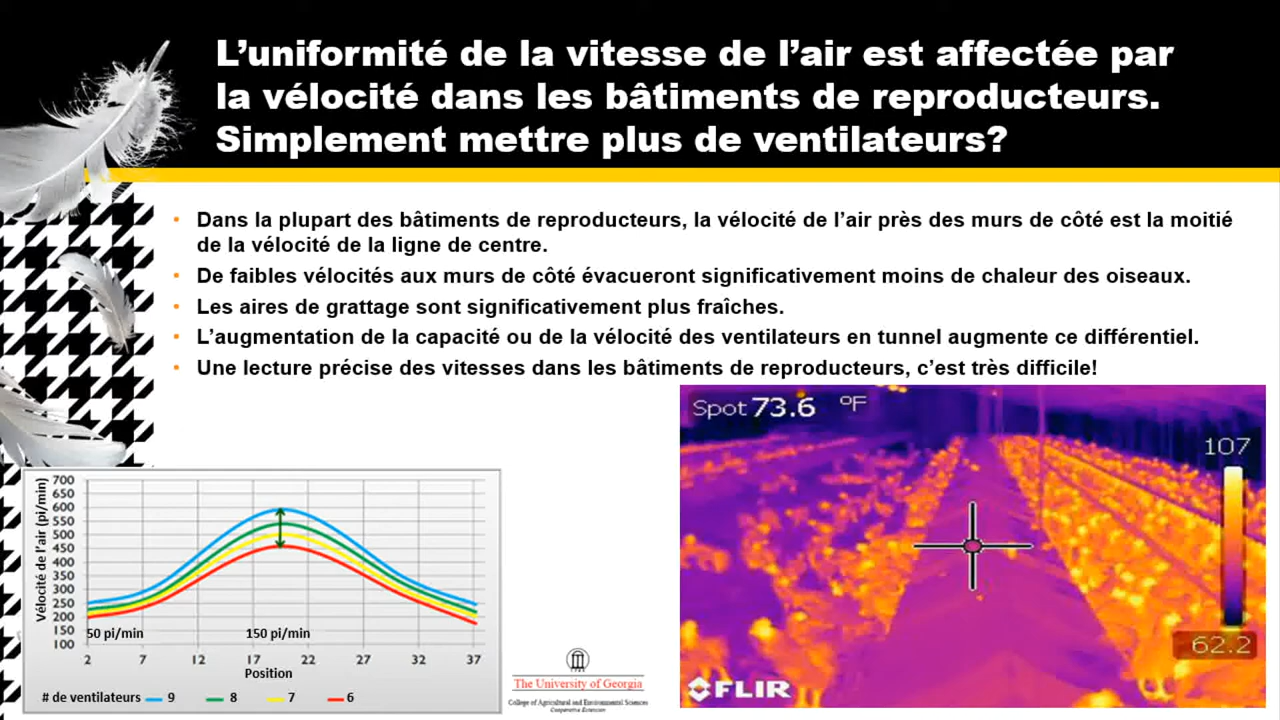 L’uniformité de la vitesse de l’air est affectée par
la vélocité dans les bâtiments de reproducteurs.
Simplement mettre plus de ventilateurs?
• Dans la plupart des bâtiments de reproducteurs, la vélocité de l’air près des murs de côté est la moitié
de la vélocité de la ligne de centre.
• De faibles vélocités aux murs de côté évacueront significativement moins de chaleur des oiseaux.
• Les aires de grattage sont significativement plus fraîches.
• L’augmentation de la capacité ou de la vélocité des ventilateurs en tunnel augmente ce différentiel.
• Une lecture précise des vitesses dans les bâtiments de reproducteurs, c’est très difficile!
Vélocité de l'air (pi/min)
700
650
600
550
500
450
400
350
300
250
200
150
100
50 pi/min 150 pi/min
2 7 12 17 22 27 32 37
Position
# de ventilateurs 9 8 7 6
1785
The University of Georgia
College of Agricultural and Environmental Sciences
Cooperative Extension
Spot 73.6 °F
107
62.2
FLIR